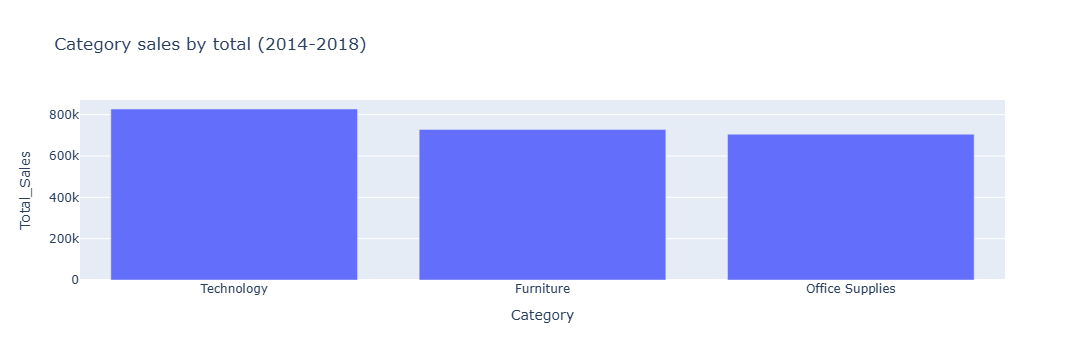 Category sales by total (2014-2018)
Total_Sales
800k
600k
400k
200k
0
Technology
Furniture
Office Supplies
Category